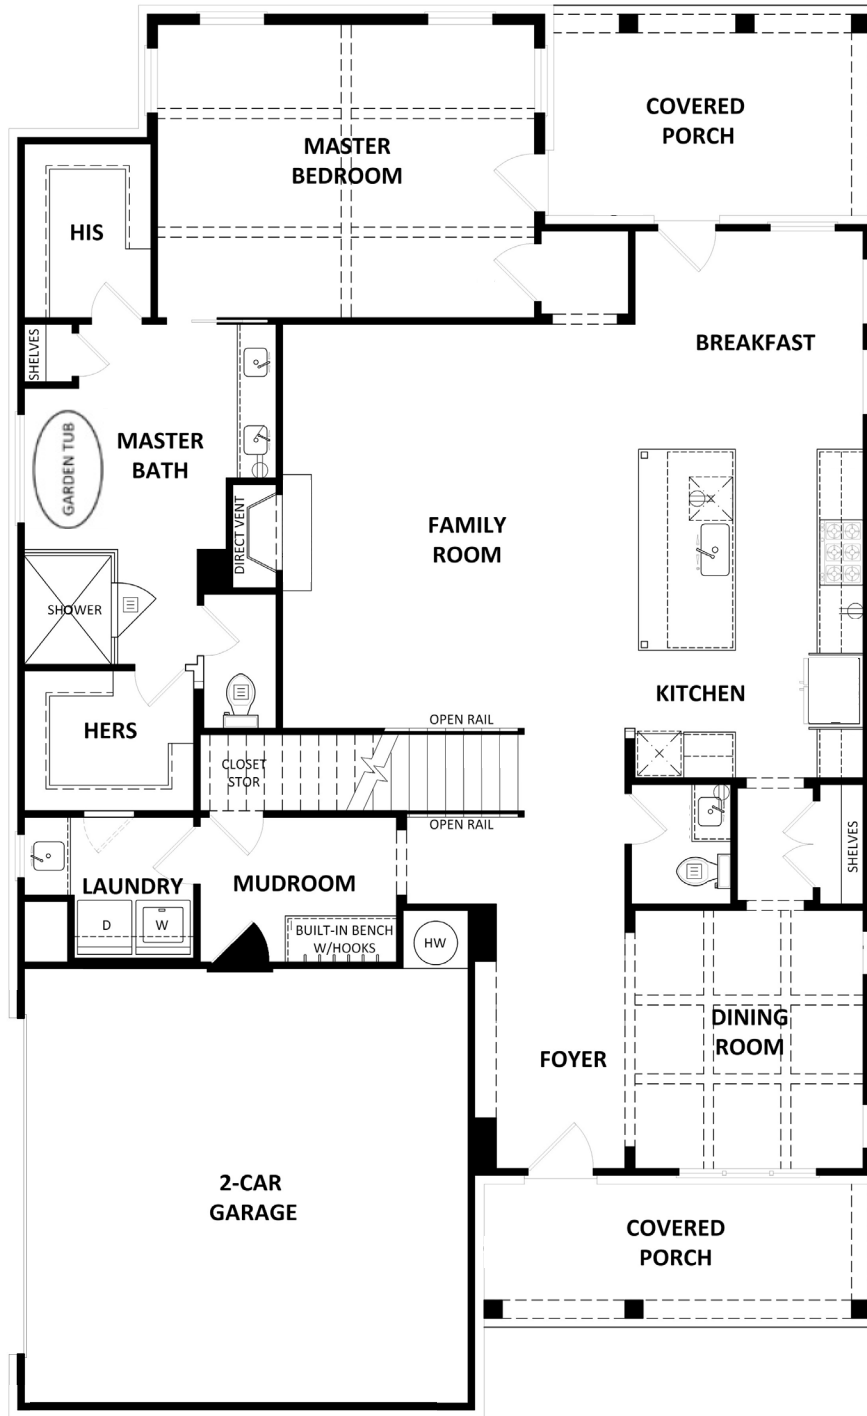 COVERED
PORCH
MASTER
BEDROOM
HIS
SHELVES
BREAKFAST
GARDEN TUB
MASTER
BATH
DIRECT VENT
FAMILY
ROOM
SHOWER
KITCHEN
HERS
OPEN RAIL
CLOSET
STOR
OPEN RAIL
SHELVES
LAUNDRY
MUDROOM
D
W
BUILT-IN BENCH
W/HOOKS
HW
DINING
ROOM
FOYER
2-CAR
GARAGE
COVERED
PORCH